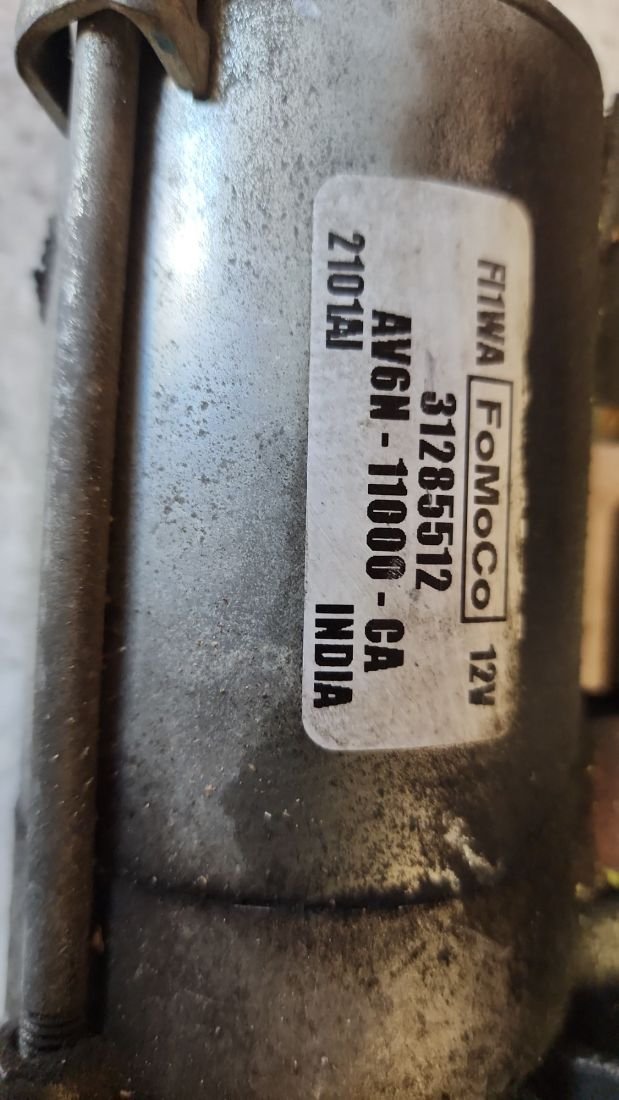 FI1WA FoMoCo 12V
31285512
AV6N - 11000 - CA
2101AJ INDIA